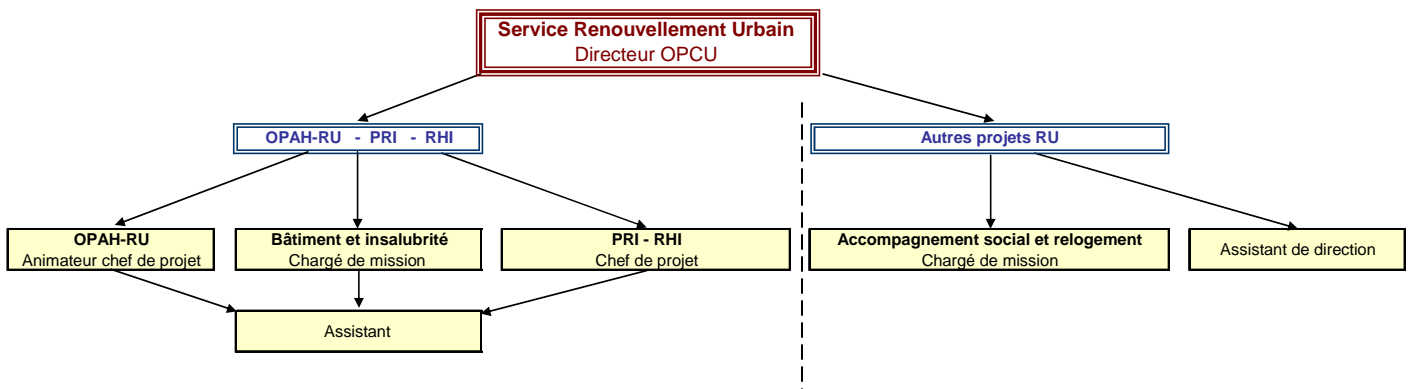 Service Renouvellement Urbain
Directeur OPCU
OPAH-RU - PRI - RHI
Autres projets RU
OPAH-RU
Animateur chef de projet
Bâtiment et insalubrité
Chargé de mission
PRI - RHI
Chef de projet
Accompagnement social et relogement
Chargé de mission
Assistant de direction
Assistant